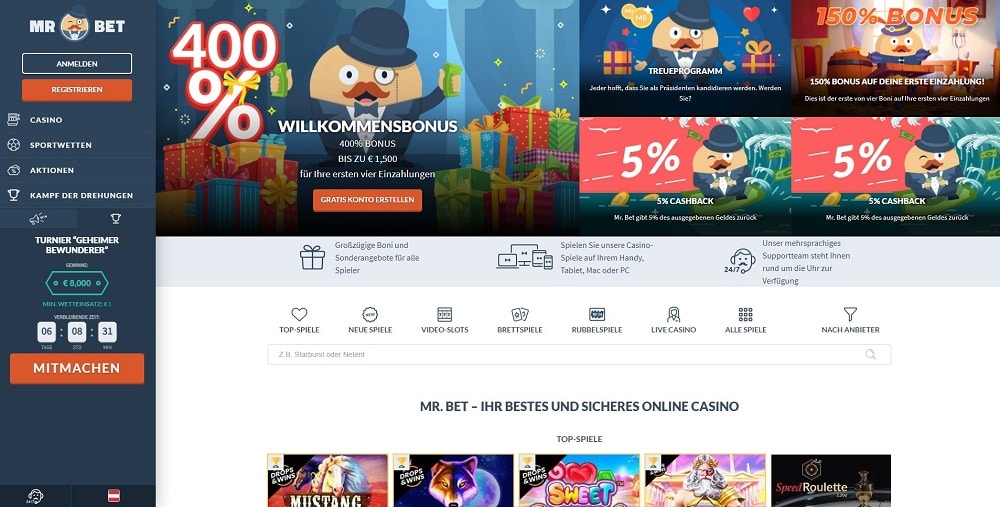 MR BET
ANMELDEN
REGISTRIEREN
CASINO
SPORTWETTEN
AKTIONEN
KAMPF DER DREHUNGEN
TURNIER "GEHEIMER
BEWUNDERER"
GEWINNE:
€ 8,000
MIN. WETTEINSATZ: € 1
VERBLEIBENDE ZEIT:
06 : 08 : 31
TAGE STD MIN
MITMACHEN
24/7
400
%
WILLKOMMENSBONUS
400% BONUS
BIS ZU € 1,500
für Ihre ersten vier Einzahlungen
GRATIS KONTO ERSTELLEN
MB
TREUEPROGRAMM
Jeder hofft, dass Sie als Präsidenten kandidieren werden. Werden
Sie?
150% BONUS
150% BONUS AUF DEINE ERSTE EINZAHLUNG!
Dies ist der erste von vier Boni auf Ihre ersten vier Einzahlungen
5%
5% CASHBACK
Mr. Bet gibt 5% des ausgegebenen Geldes zurück
5%
5% CASHBACK
Mr. Bet gibt 5% des ausgegebenen Geldes zurück
Großzügige Boni und
Sonderangebote für alle
Spieler
Spielen Sie unsere Casino-
Spiele auf Ihrem Handy,
Tablet, Mac oder PC
24/7
Unser mehrsprachiges
Supportteam steht Ihnen
rund um die Uhr zur
Verfügung
NEW
TOP-SPIELE
NEUE SPIELE
VIDEO-SLOTS
BRETTSPIELE
RUBBELSPIELE
LIVE CASINO
ALLE SPIELE
NACH ANBIETER
Z.B. Starburst oder Netent
MR. BET – IHR BESTES UND SICHERES ONLINE CASINO
TOP-SPIELE
DROPS
&WINS
MUSTANG
DROPS
&WINS
DROPS
&WINS
SWEET
DROPS
&WINS
Speed Roulette
Live